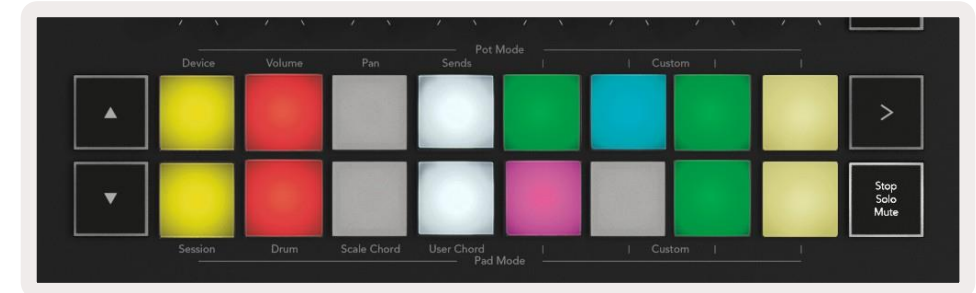 Pot Mode
Device Volume Pan Sends Custom
Stop
Solo
Mute
Session Drum Scale Chord User Chord Custom
Pad Mode